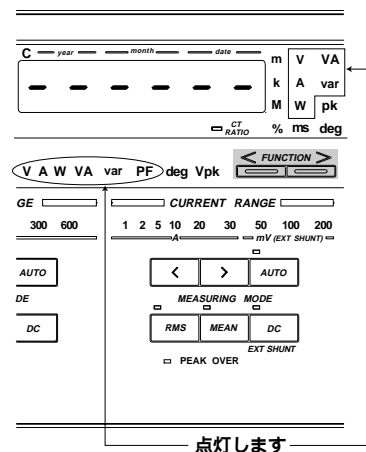 C year month date
m V VA
- - - - - - k A var
M W pk
CT
RATIO % ms deg
< FUNCTION >
V A W VA var PF deg Vpk
GE CURRENT RANGE
300 600 1 2 5 10 20 30 50 100 200
A mV (EXT SHUNT)
AUTO < > AUTO
DE MEASURING MODE
DC RMS MEAN DC
EXT SHUNT
PEAK OVER
点灯します